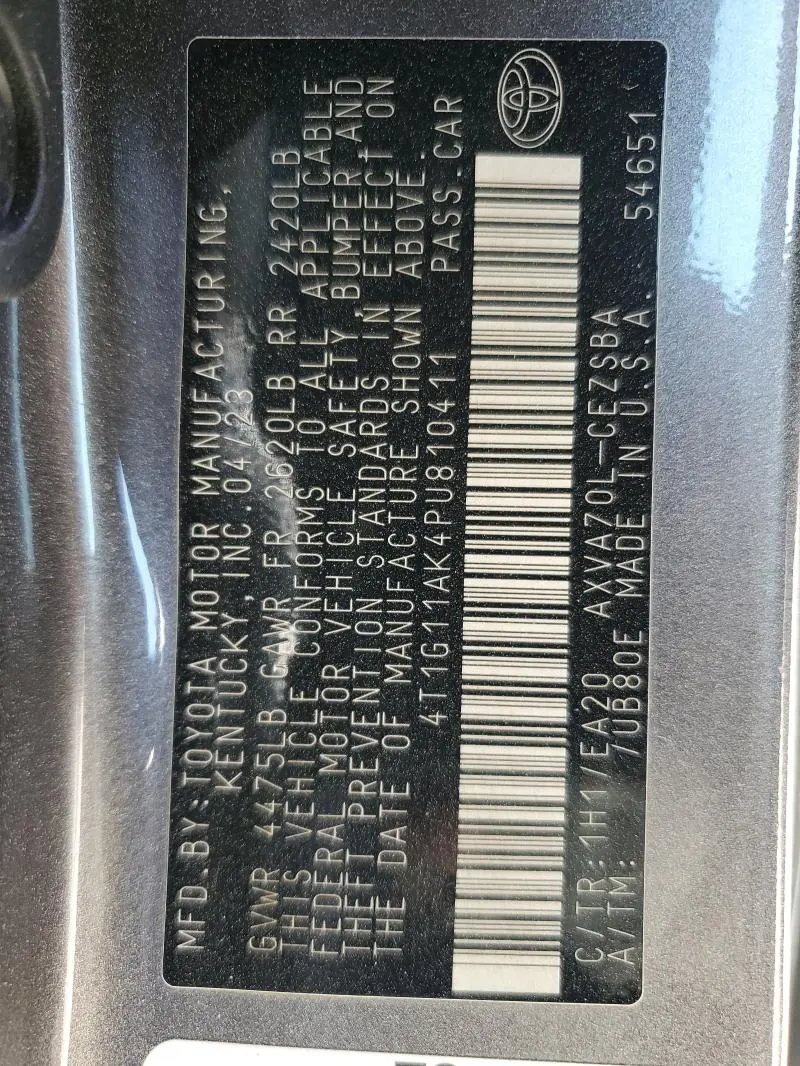 MFD.BY:TOYOTA MOTOR MANUFACTURING,
KENTUCKY, INC. 04/23
GVWR 4475LB GAWR FR 2620LB RR 2420LB
THIS VEHICLE CONFORMS TO ALL APPLICABLE
FEDERAL MOTOR VEHICLE SAFETY, BUMPER, AND
THEFT PREVENTION STANDARDS IN EFFECT ON
THE DATE OF MANUFACTURE SHOWN ABOVE.
4T1G11AK4PU810411 PASS.CAR
C/TR:1H1/EA20 AXVA70L-CEZSBA
A/TM: /UB80E MADE IN U.S.A. 54651